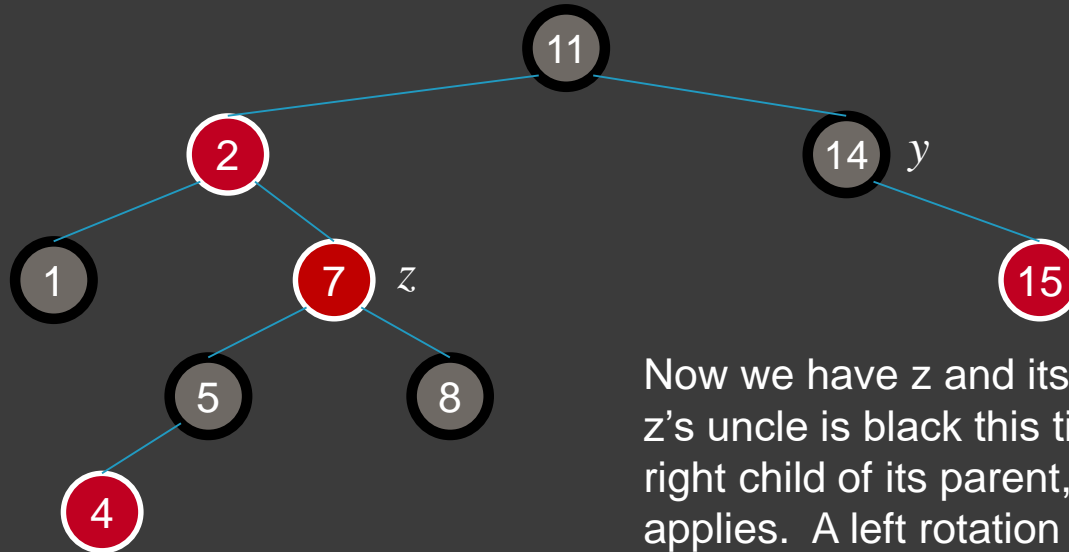 11
2
14 y
1
7 z
15
5
8
4
Now we have z and its
z's uncle is black this
right child of its parent,
applies. A left rotation